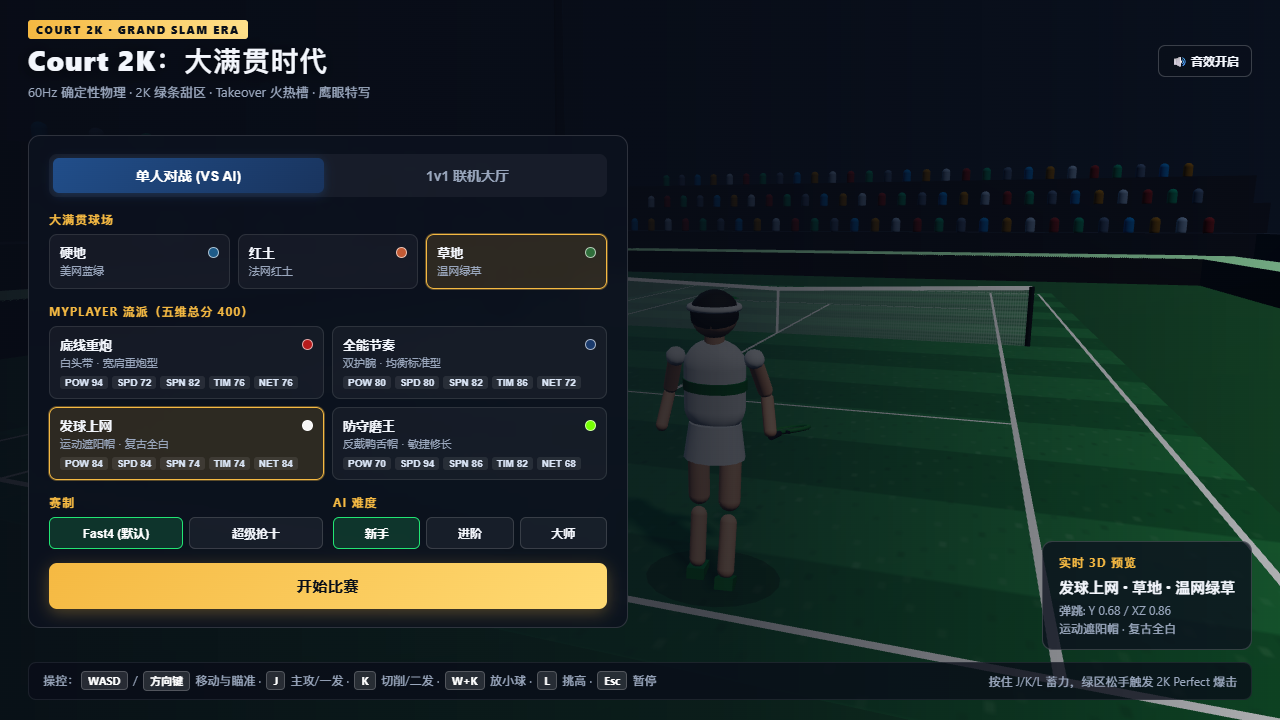 COURT 2K · GRAND SLAM ERA
Court 2K：大满贯时代
60Hz 确定性物理 · 2K 绿条甜区 · Takeover 火热槽 · 鹰眼特写
音效开启
单人对战 (VS AI)
1v1 联机大厅
大满贯球场
硬地
美网蓝绿
红土
法网红土
草地
温网绿草
MYPLAYER 流派（五维总分 400）
底线重炮
白头带 · 宽肩重炮型
POW 94 SPD 72 SPN 82 TIM 76 NET 76
全能节奏
双护腕 · 均衡标准型
POW 80 SPD 80 SPN 82 TIM 86 NET 72
发球上网
运动遮阳帽 · 复古全白
POW 84 SPD 84 SPN 74 TIM 74 NET 84
防守磨王
反戴鸭舌帽 · 敏捷修长
POW 70 SPD 94 SPN 86 TIM 82 NET 68
赛制
Fast4 (默认)
超级抢十
AI 难度
新手
进阶
大师
开始比赛
实时 3D 预览
发球上网 · 草地 · 温网绿草
弹跳: Y 0.68 / XZ 0.86
运动遮阳帽 · 复古全白
操控： WASD / 方向键 移动与瞄准 · J 主攻/一发 · K 切削/二发 · W+K 放小球 · L 挑高 · Esc 暂停
按住 J/K/L 蓄力，绿区松手触发 2K Perfect 爆击